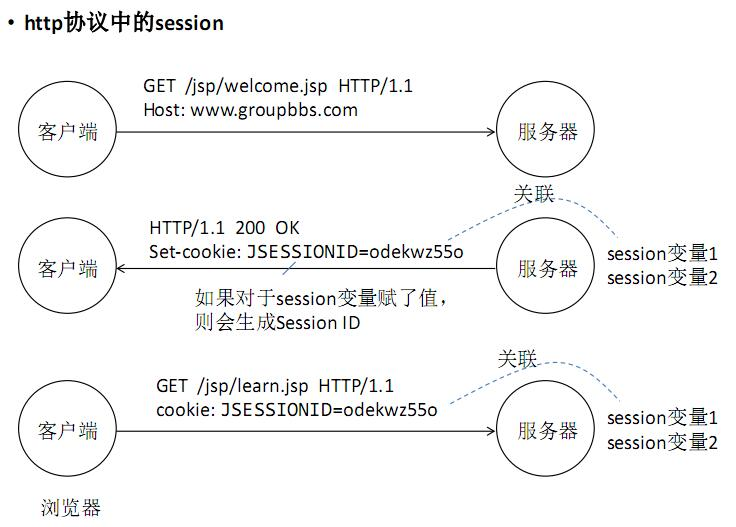 • http协议中的session
GET /jsp/welcome.jsp HTTP/1.1
Host: www.groupbbs.com
客户端
服务器
关联
HTTP/1.1 200 OK
Set-cookie: JSESSIONID=odekwz55o
客户端
服务器
session变量1
session变量2
如果对于session变量赋了值，
则会生成Session ID
关联
GET /jsp/learn.jsp HTTP/1.1
cookie: JSESSIONID=odekwz55o
客户端
服务器
session变量1
session变量2
浏览器